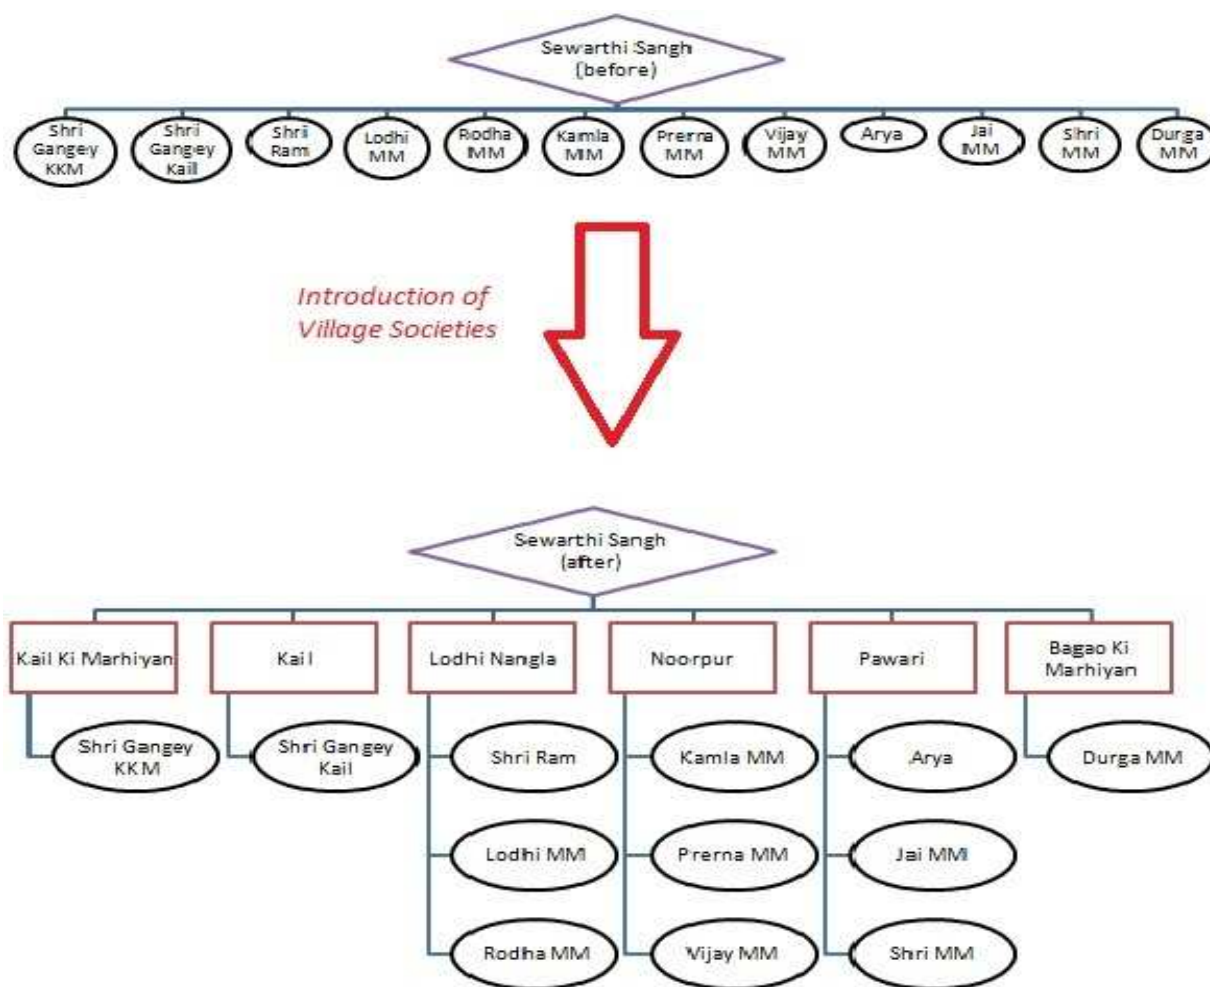 Sewarthi Sangh
(before)
Shri
Gangey
KKM
Shri
Gangey
Kail
Shri
Ram
Lodhi
MM
Rodha
MM
Kamla
MM
Prerna
MM
Vijay
MM
Arya
Jai
MM
Shri
MM
Durga
MM
Introduction of
Village Societies
Sewarthi Sangh
(after)
Kail Ki Marhiyan
Kail
Lodhi Nangla
Noorpur
Pawari
Bagao Ki
Marhiyan
Shri Gangey
KKM
Shri Gangey
Kail
Shri Ram
Kamla MM
Arya
Durga MM
Lodhi MM
Prerna MM
Jai MM
Rodha MM
Vijay MM
Shri MM